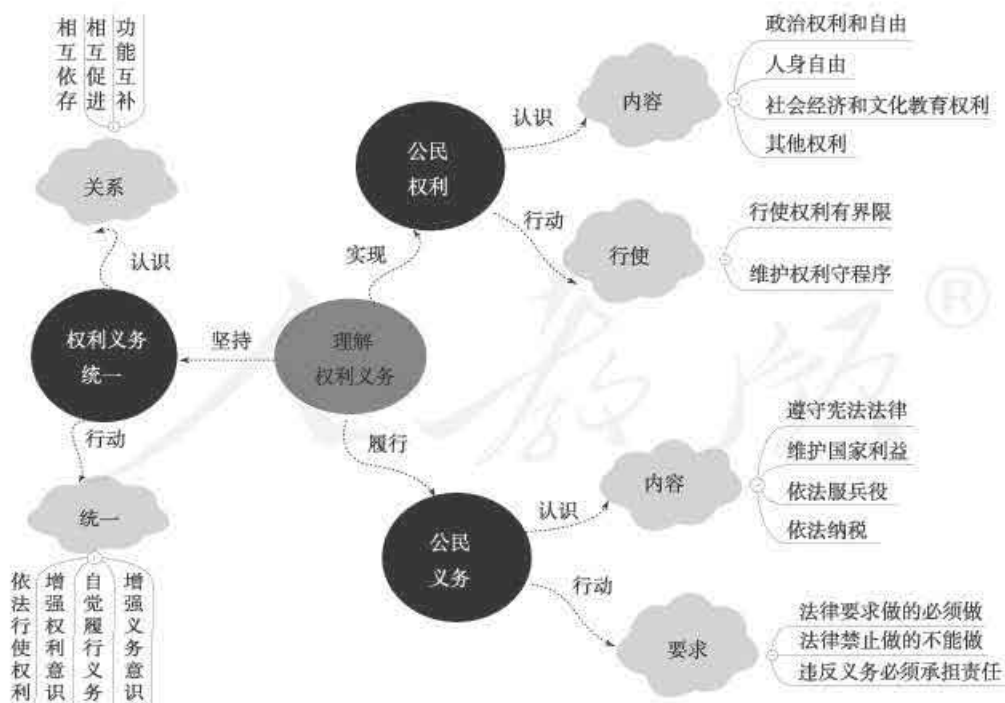 相互依存
相互促进
功能互补
关系
认识
权利义务
统一
行动
统一
依法行使权利
增强权利意识
自觉履行义务
增强义务意识
坚持
理解
权利义务
实现
公民
权利
认识
内容
政治权利和自由
人身自由
社会经济和文化教育权利
其他权利
行动
行使
行使权利有界限
维护权利守程序
履行
公民
义务
认识
内容
遵守宪法法律
维护国家利益
依法服兵役
依法纳税
行动
要求
法律要求做的必须做
法律禁止做的不能做
违反义务必须承担责任
人教版®